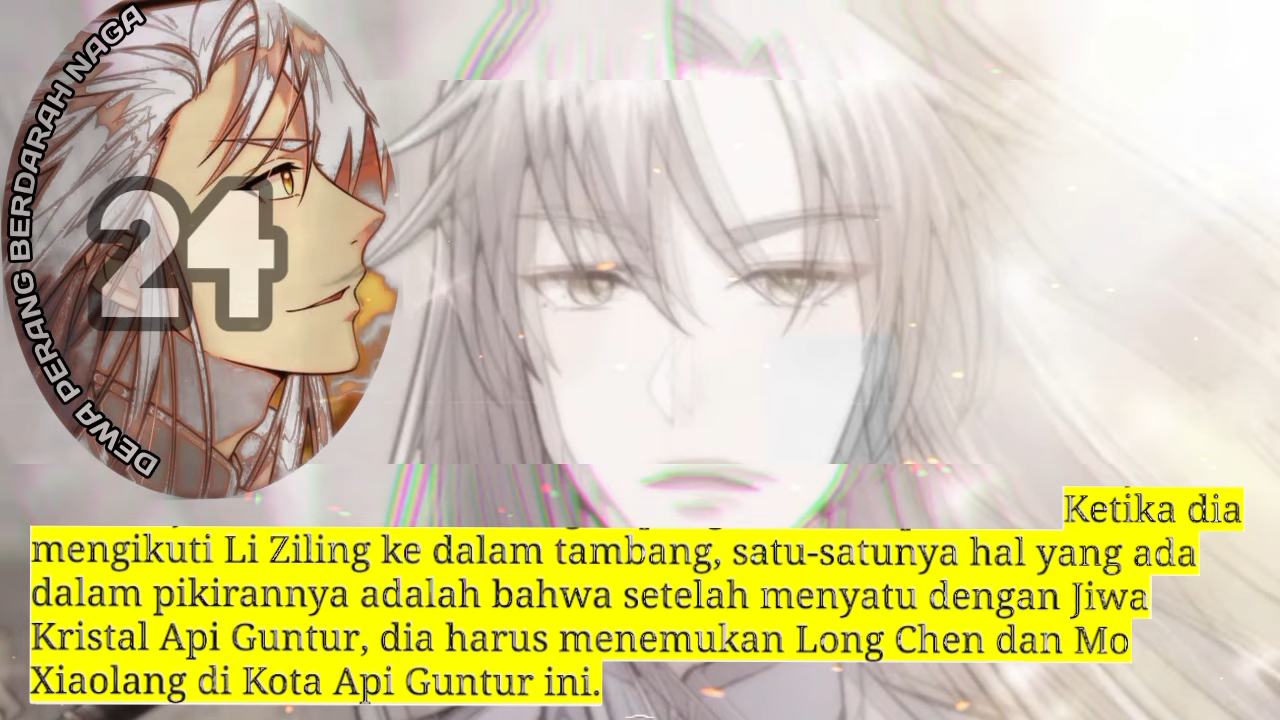 DEWA PERANG BERDARAH NAGA
24
Ketika dia
mengikuti Li Ziling ke dalam tambang, satu-satunya hal yang ada
dalam pikirannya adalah bahwa setelah menyatu dengan Jiwa
Kristal Api Guntur, dia harus menemukan Long Chen dan Mo
Xiaolang di Kota Api Guntur ini.